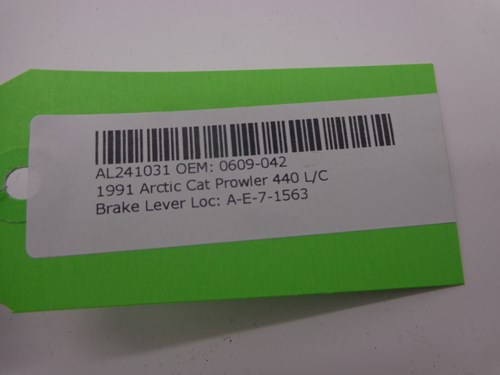 AL241031 OEM: 0609-042
1991 Arctic Cat Prowler 440 L/C
Brake Lever Loc: A-E-7-1563